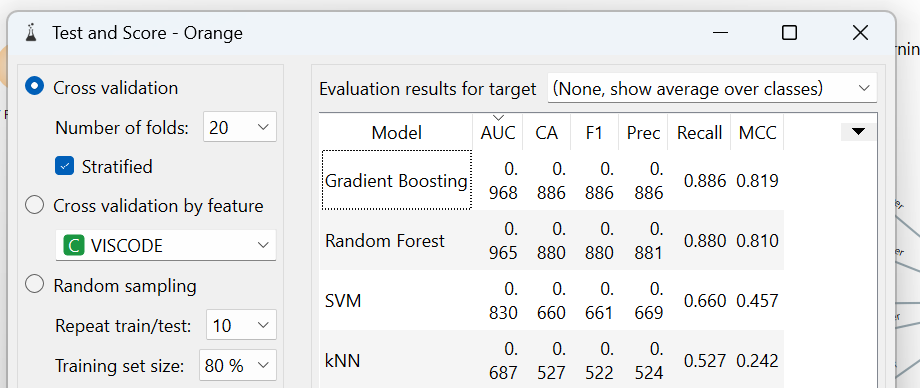 Test and Score - Orange
Cross validation
Number of folds: 20
Stratified
Cross validation by feature
C VISCODE
Random sampling
Repeat train/test: 10
Training set size: 80 %
Evaluation results for target (None, show average over classes)
Model AUC CA F1 Prec Recall MCC
Gradient Boosting 0.968 0.886 0.886 0.886 0.886 0.819
Random Forest 0.965 0.880 0.880 0.881 0.880 0.810
SVM 0.830 0.660 0.661 0.669 0.660 0.457
kNN 0.687 0.527 0.522 0.524 0.527 0.242